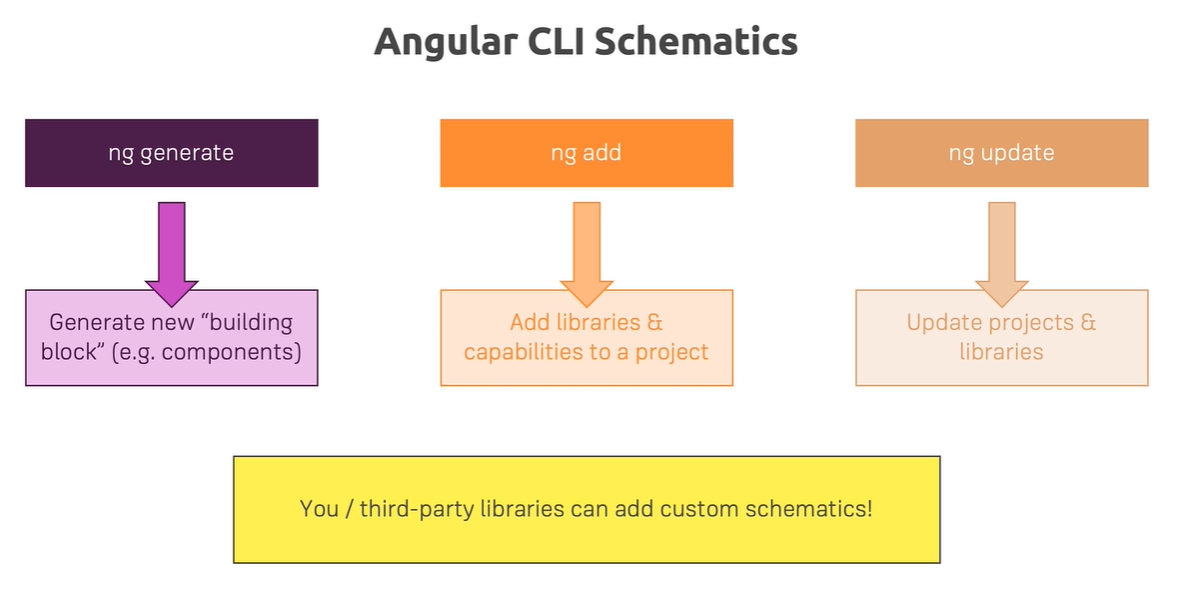 Angular CLI Schematics
ng generate
ng add
ng update
Generate new “building
block” (e.g. components)
Add libraries &
capabilities to a project
Update projects &
libraries
You / third-party libraries can add custom schematics!